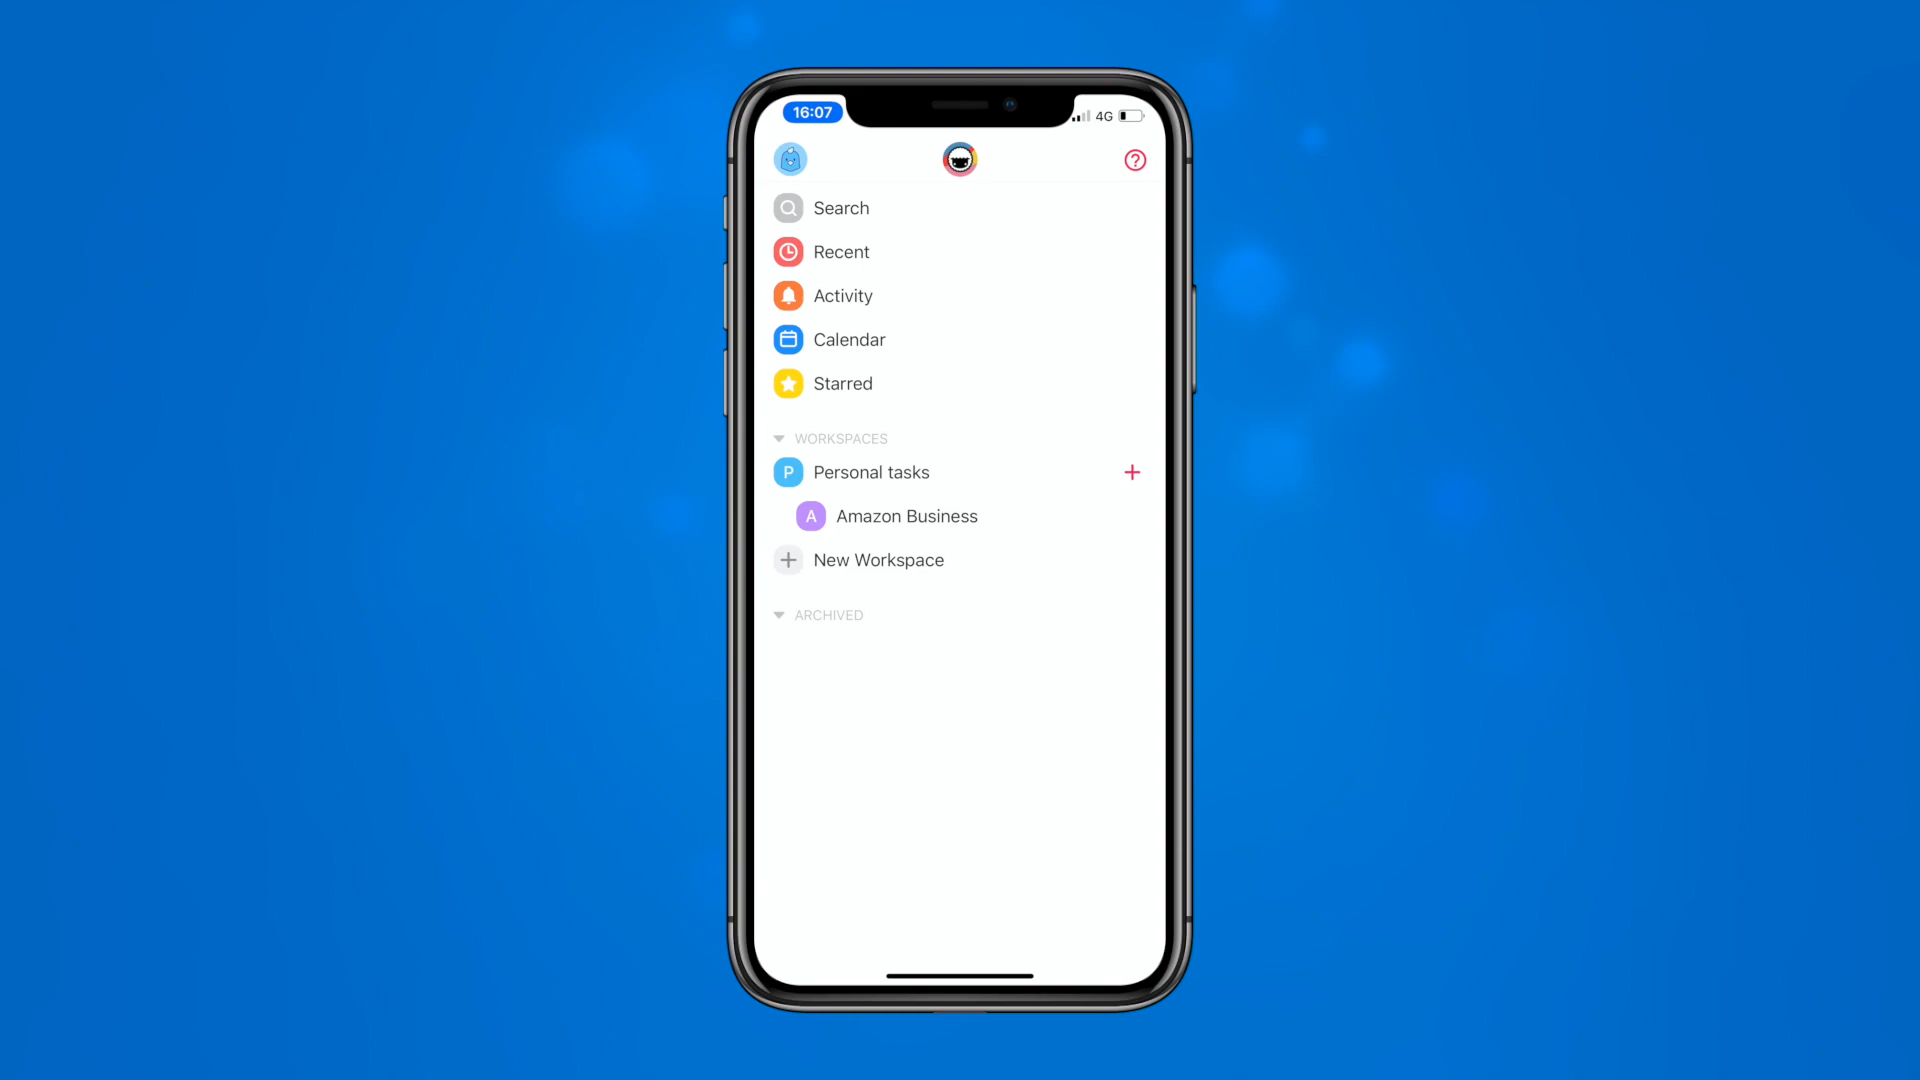 16:07
4G
?
Search
Recent
Activity
Calendar
Starred
WORKSPACES
P Personal tasks
A Amazon Business
New Workspace
ARCHIVED